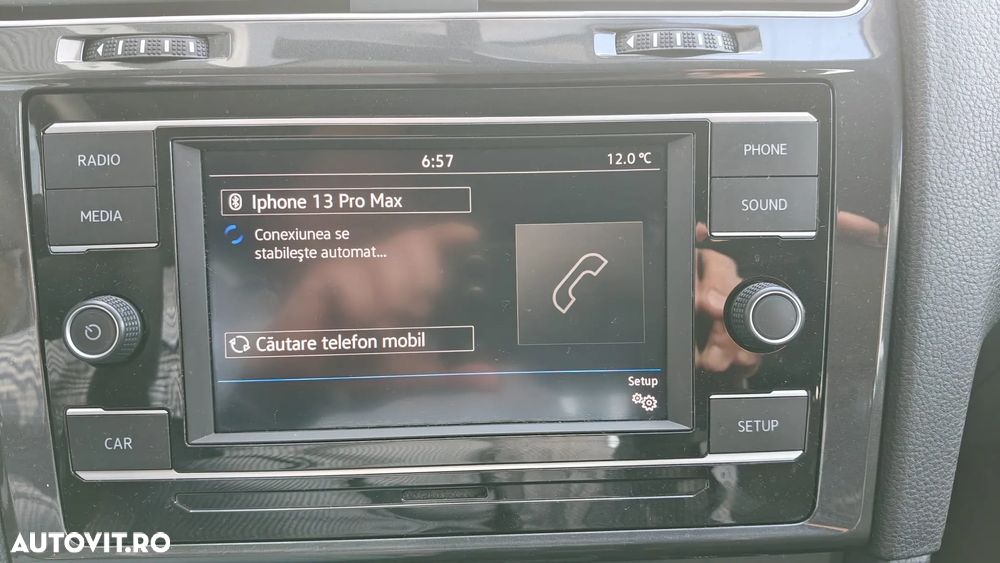 RADIO
MEDIA
CAR
6:57
12.0 °C
Iphone 13 Pro Max
Conexiunea se
stabileşte automat...
Căutare telefon mobil
Setup
PHONE
SOUND
SETUP
AUTOVIT.RO